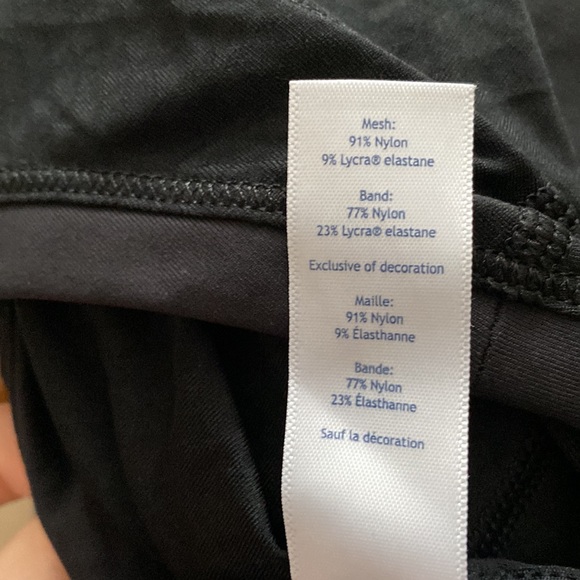 Mesh:
91% Nylon
9% Lycra® elastane
Band:
77% Nylon
23% Lycra® elastane
Exclusive of decoration
Maille:
91% Nylon
9% Élasthanne
Bande:
77% Nylon
23% Élasthanne
Sauf la décoration